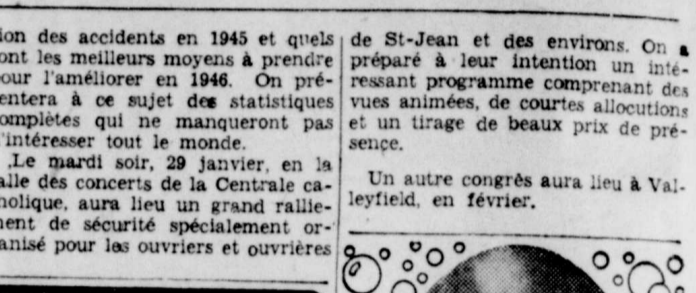 ion des accidents en 1945 et quels
ont les meilleurs moyens à prendre
our l'améliorer en 1946. On pré-
entera à ce sujet des statistiques
omplètes qui ne manqueront pas
'intéresser tout le monde.
Le mardi soir, 29 janvier, en la
alle des concerts de la Centrale ca-
holique, aura lieu un grand rallie-
ent de sécurité spécialement or-
anisé pour les ouvriers et ouvrières
de St-Jean et des environs. On a
préparé à leur intention un inté-
ressant programme comprenant des
vues animées, de courtes allocutions
et un tirage de beaux prix de pré-
sence.
Un autre congrès aura lieu à Val-
leyfield, en février.